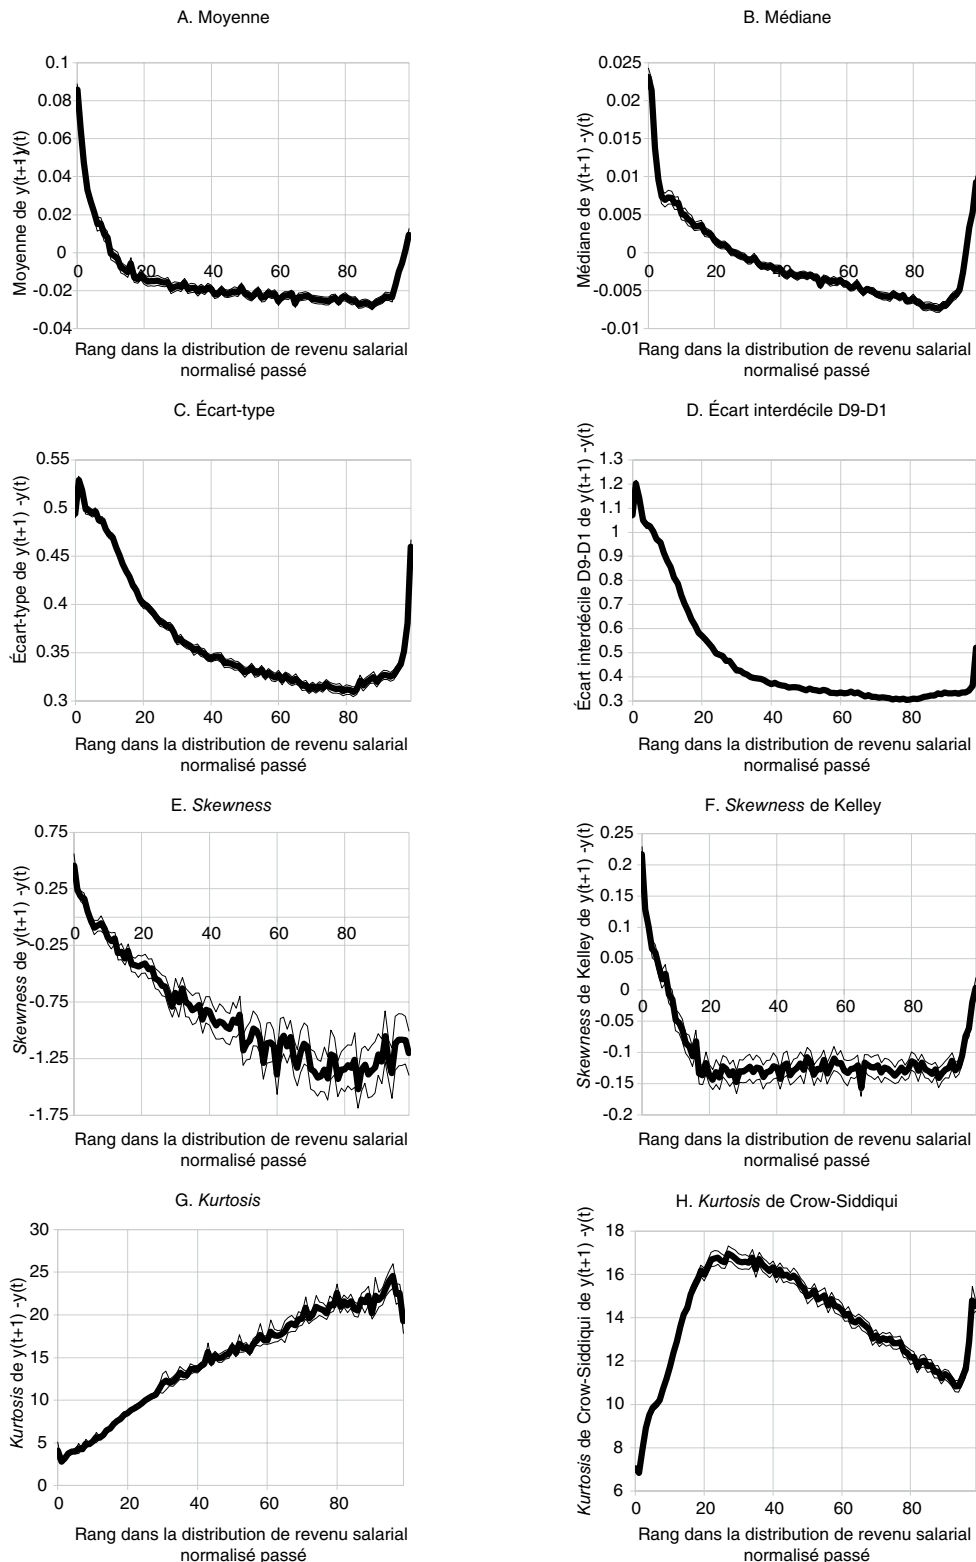 A. Moyenne
Moyenne de y(t+1)y(t)
0.1
0.08
0.06
0.04
0.02
0
-0.02
-0.04
0 20 40 60 80
Rang dans la distribution de revenu salarial
normalisé passé
B. Médiane
Médiane de y(t+1) -y(t)
0.025
0.02
0.015
0.01
0.005
0
-0.005
-0.01
0 20 40 60 80
Rang dans la distribution de revenu salarial
normalisé passé
C. Écart-type
Écart-type de y(t+1) -y(t)
0.55
0.5
0.45
0.4
0.35
0.3
0 20 40 60 80
Rang dans la distribution de revenu salarial
normalisé passé
D. Écart interdécile D9-D1
Écart interdécile D9-D1 de y(t+1) -y(t)
1.3
1.2
1.1
1
0.9
0.8
0.7
0.6
0.5
0.4
0.3
0 20 40 60 80
Rang dans la distribution de revenu salarial
normalisé passé
E. Skewness
Skewness de y(t+1) -y(t)
0.75
0.25
-0.25
-0.75
-1.25
-1.75
0 20 40 60 80
Rang dans la distribution de revenu salarial
normalisé passé
F. Skewness de Kelley
Skewness de Kelley de y(t+1) -y(t)
0.25
0.2
0.15
0.1
0.05
0
-0.05
-0.1
-0.15
-0.2
0 20 40 60 80
Rang dans la distribution de revenu salarial
normalisé passé
G. Kurtosis
Kurtosis de y(t+1) -y(t)
30
25
20
15
10
5
0
0 20 40 60 80
Rang dans la distribution de revenu salarial
normalisé passé
H. Kurtosis de Crow-Siddiqui
Kurtosis de Crow-Siddiqui de y(t+1) -y(t)
18
16
14
12
10
8
6
0 20 40 60 80
Rang dans la distribution de revenu salarial
normalisé passé